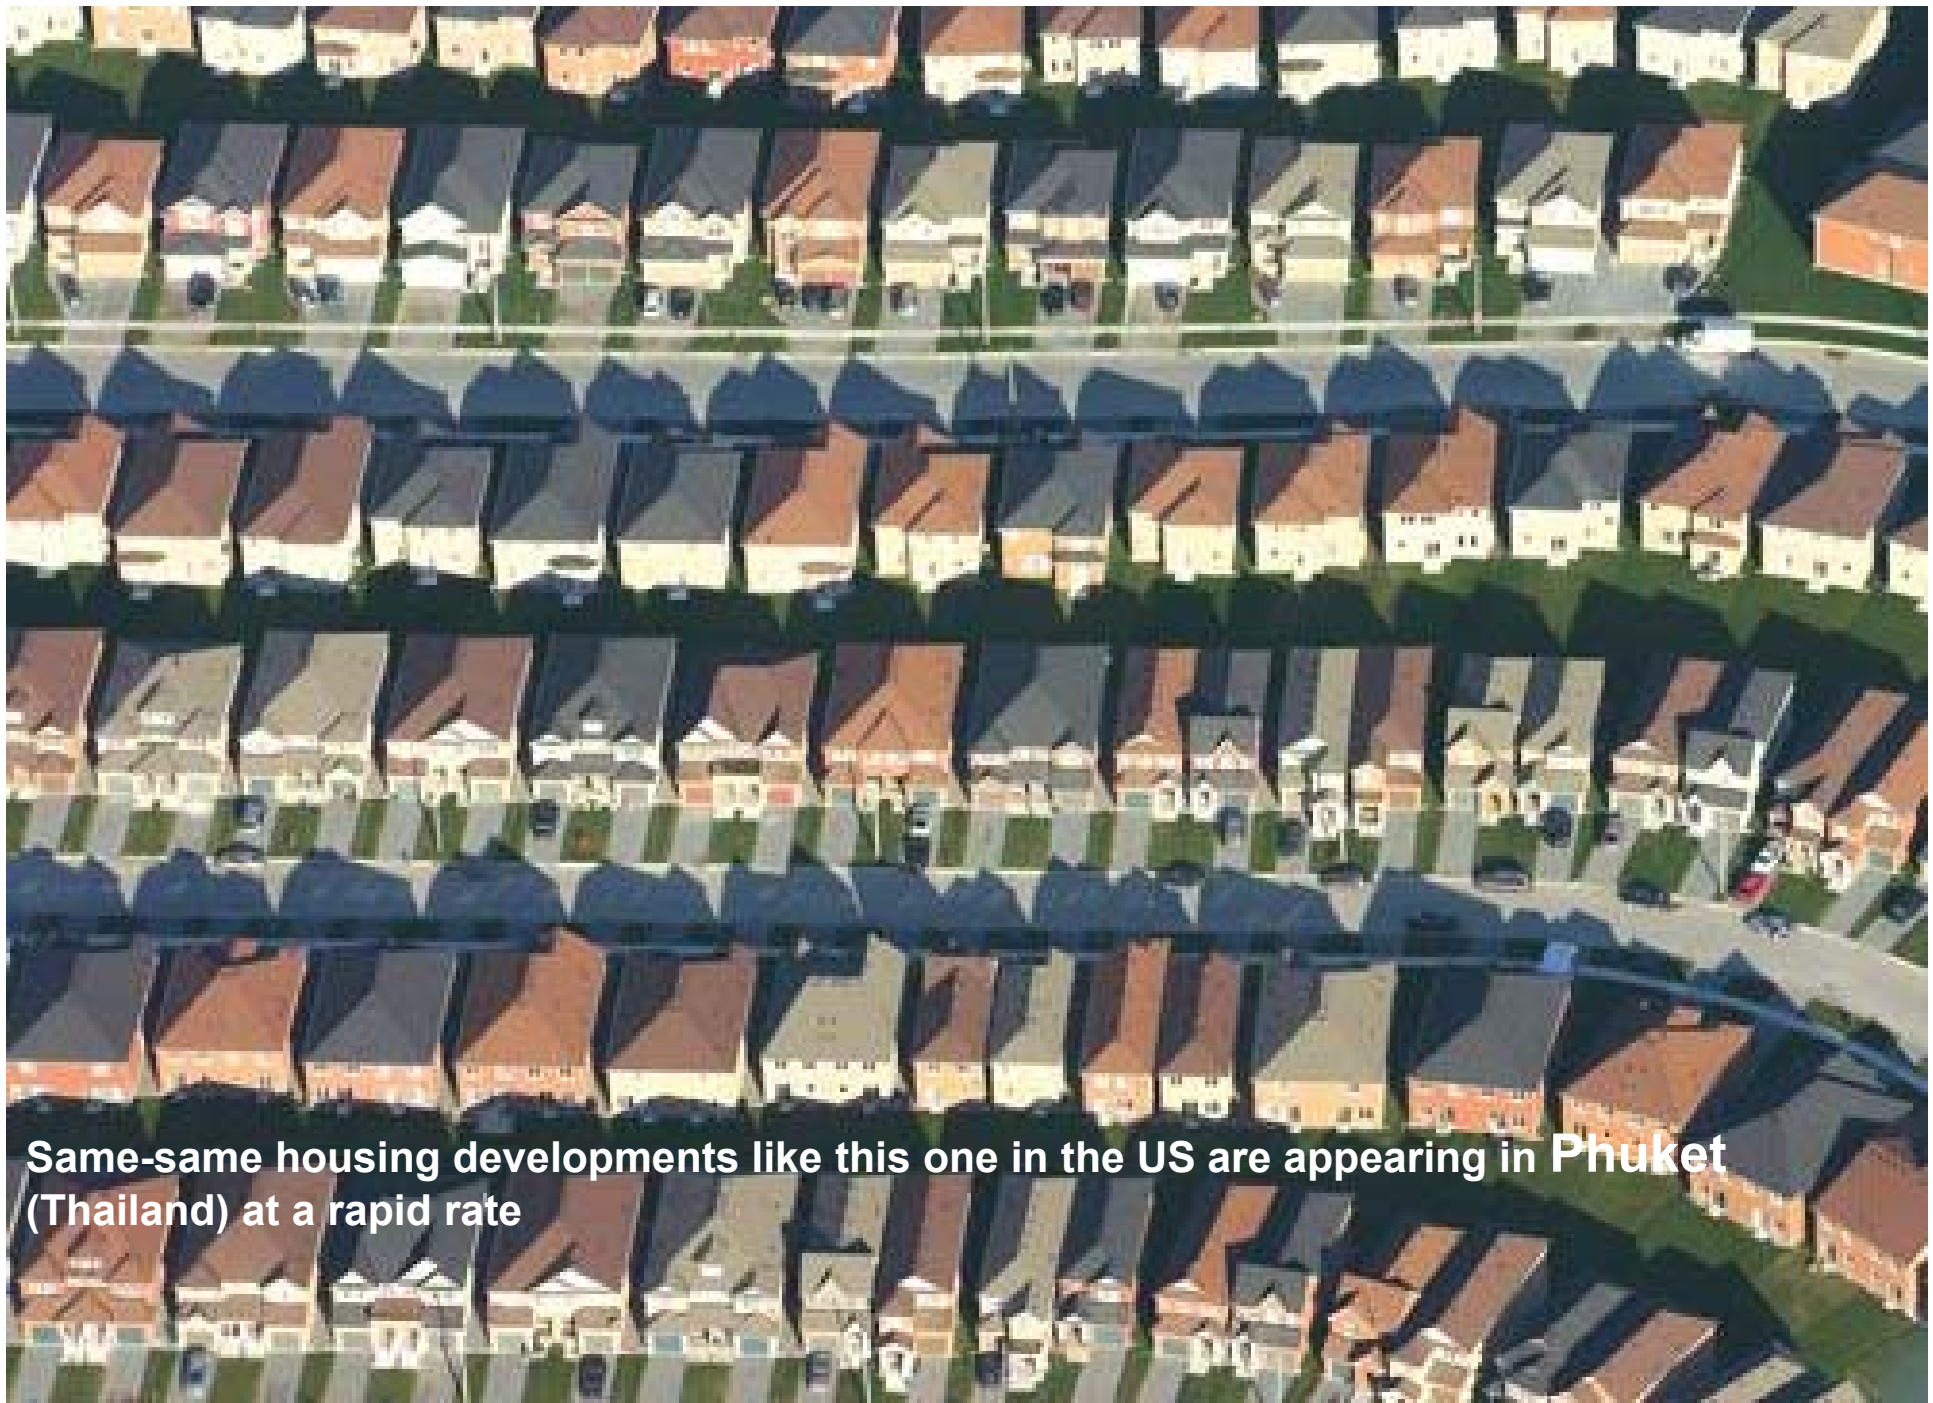 Same-same housing developments like this one in the US are appearing in Phuket
(Thailand) at a rapid rate